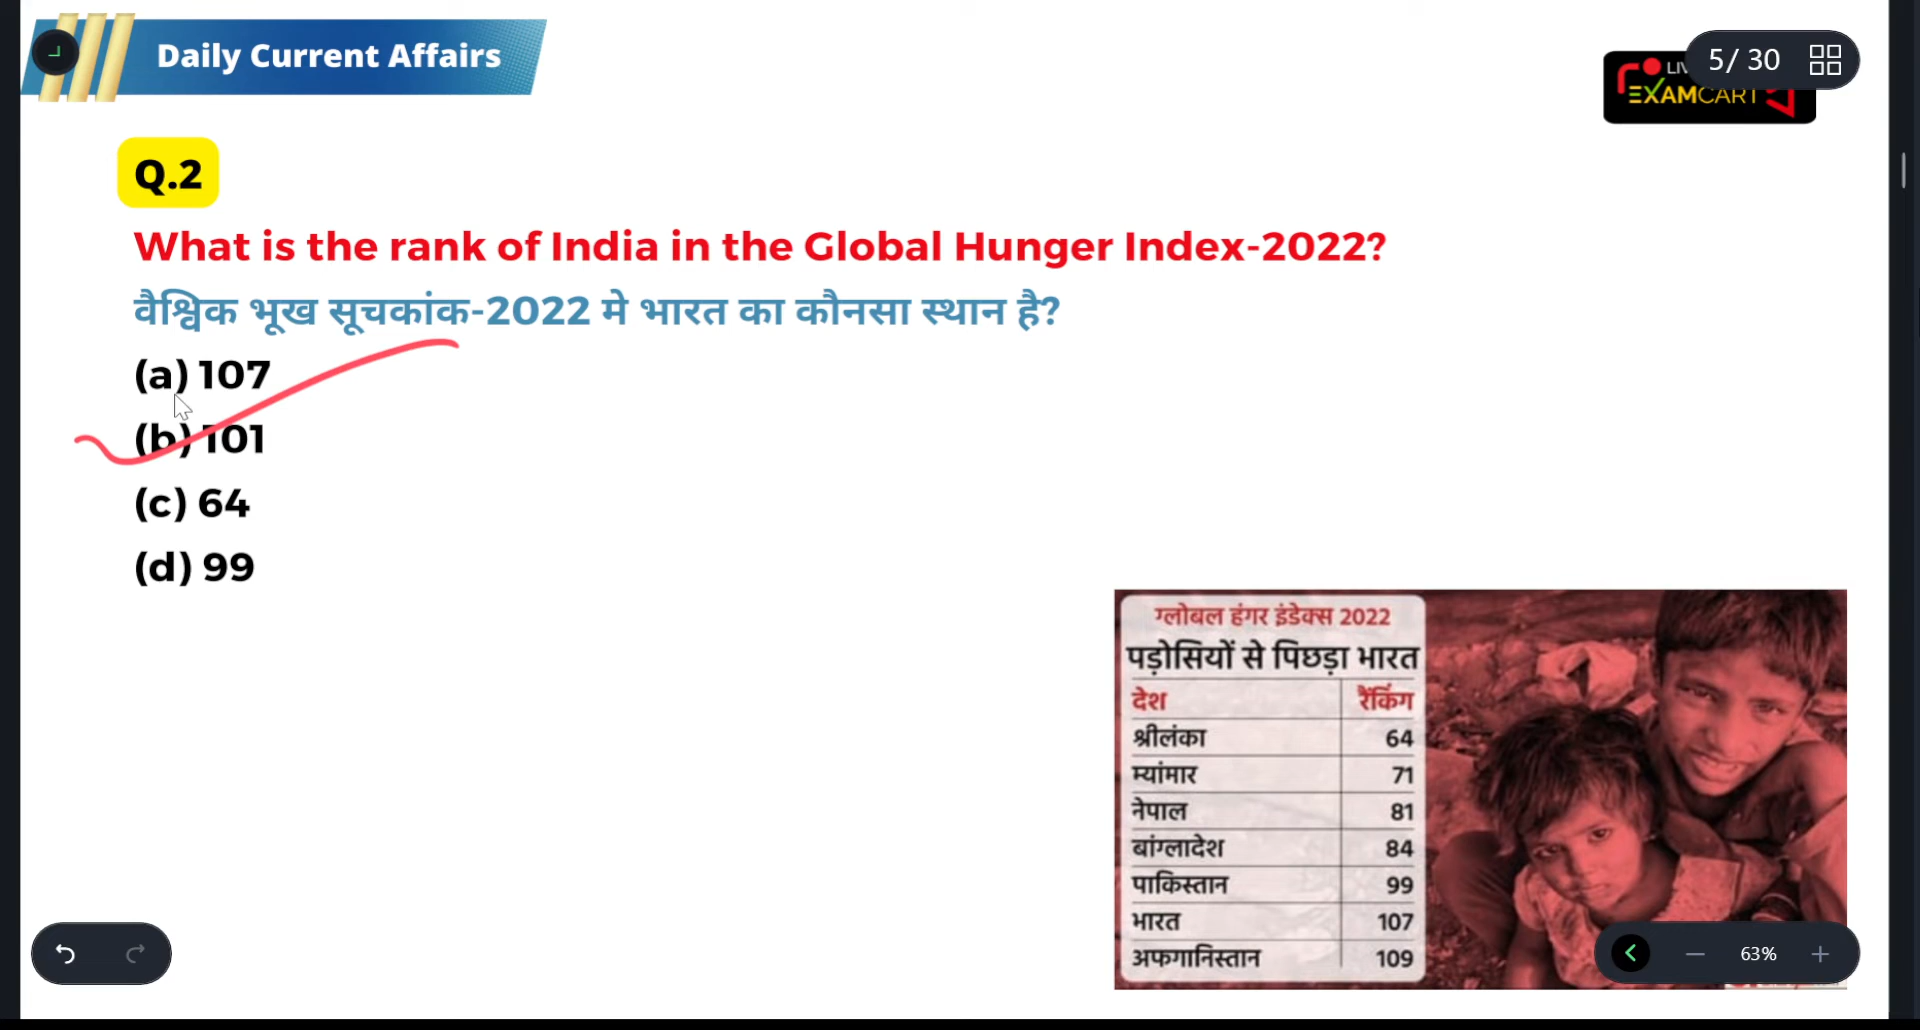 Daily Current Affairs
5/ 30
EXAMCART
Q.2
What is the rank of India in the Global Hunger Index-2022?
वैश्विक भूख सूचकांक-2022 मे भारत का कौनसा स्थान है?
(a) 107
(b) 101
(c) 64
(d) 99
ग्लोबल हंगर इंडेक्स 2022
पड़ोसियों से पिछड़ा भारत
देश रैंकिंग
श्रीलंका 64
म्यांमार 71
नेपाल 81
बांग्लादेश 84
पाकिस्तान 99
भारत 107
अफगानिस्तान 109
63%